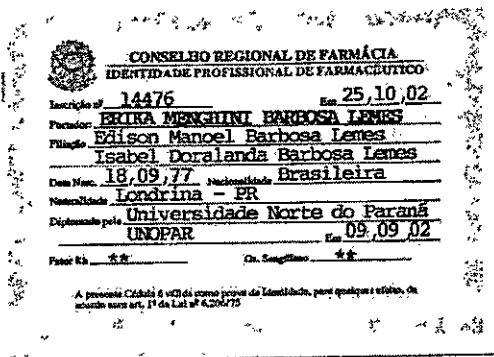 CONSELHO REGIONAL DE FARMÁCIA
IDENTIDADE PROFISSIONAL DE FARMACÊUTICO
Inscrição nº 14476 Em 25,10,02
Portador: ERIKA MENGHINI BARBOSA LEMES
Filiação Edison Manoel Barbosa Lemes
Isabel Doralanda Barbosa Lemes
Data Nasc. 18,09,77 Nacionalidade Brasileira
Naturalidade Londrina - PR
Diplomado pela Universidade Norte do Paraná
UNOPAR Em 09,09,02
Fator Rh ** Gr. Sangüíneo **
A presente Cédula é válida como prova de Identidade, para qualquer efeito, de
acordo com art. 1º da Lei nº 6.206/75